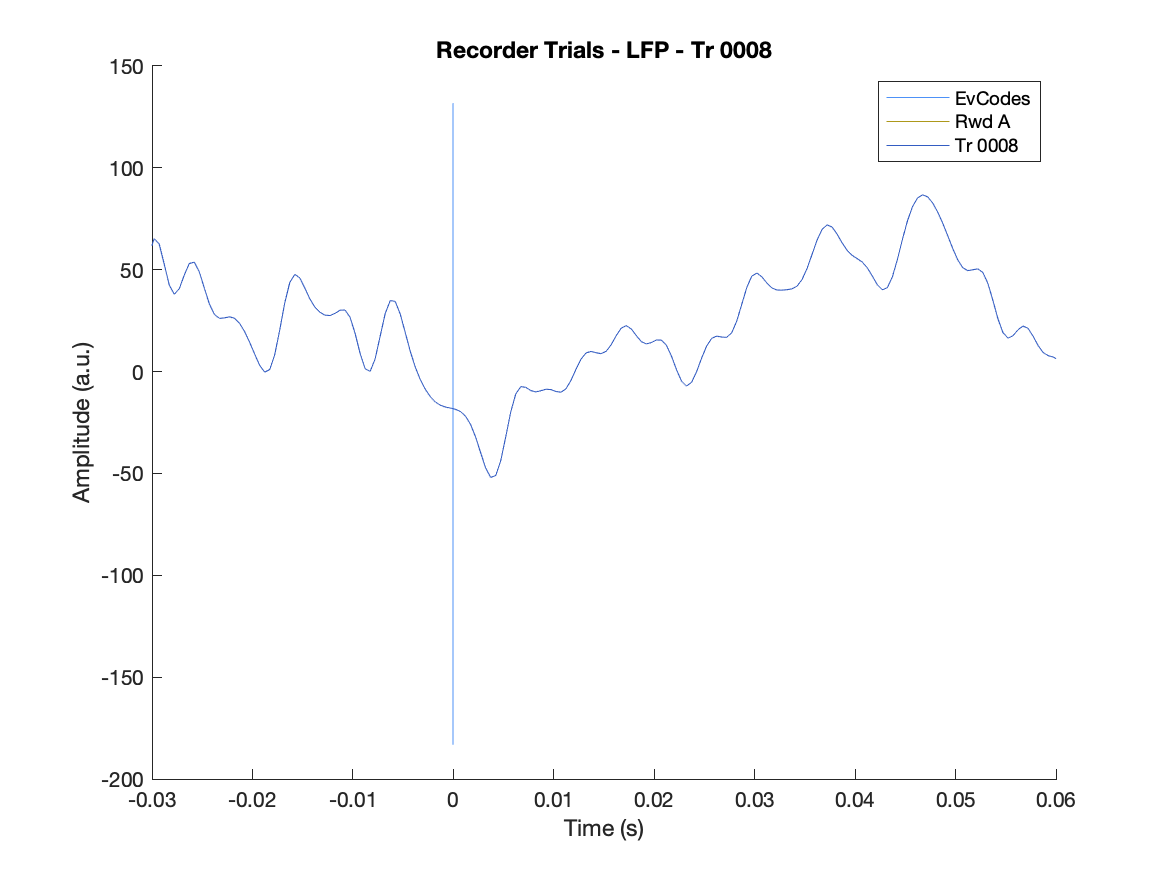 Recorder Trials - LFP - Tr 0008
150
100
50
0
-50
-100
-150
-200
Amplitude (a.u.)
EvCodes
Rwd A
Tr 0008
-0.03 -0.02 -0.01 0 0.01 0.02 0.03 0.04 0.05 0.06
Time (s)